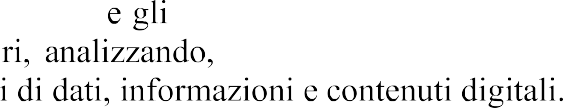 e gli
ri, analizzando,
i di dati, informazioni e contenuti digitali.